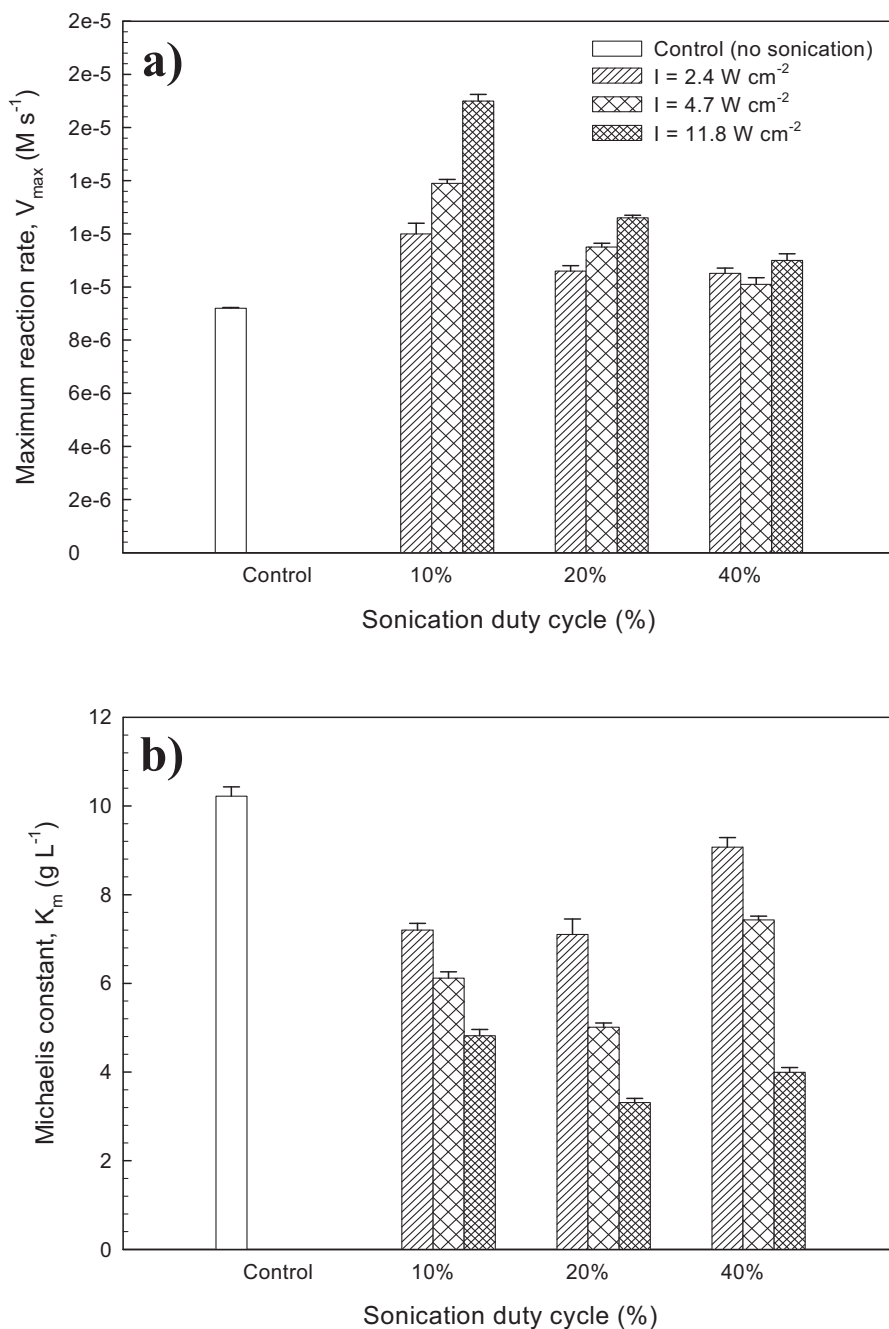 a)
Control (no sonication)
I = 2.4 W cm-2
I = 4.7 W cm-2
I = 11.8 W cm-2
Maximum reaction rate, Vmax (M s-1)
2e-5
2e-5
2e-5
1e-5
1e-5
1e-5
8e-6
6e-6
4e-6
2e-6
0
Control 10% 20% 40%
Sonication duty cycle (%)
b)
Michaelis constant, Km (g L-1)
12
10
8
6
4
2
0
Control 10% 20% 40%
Sonication duty cycle (%)